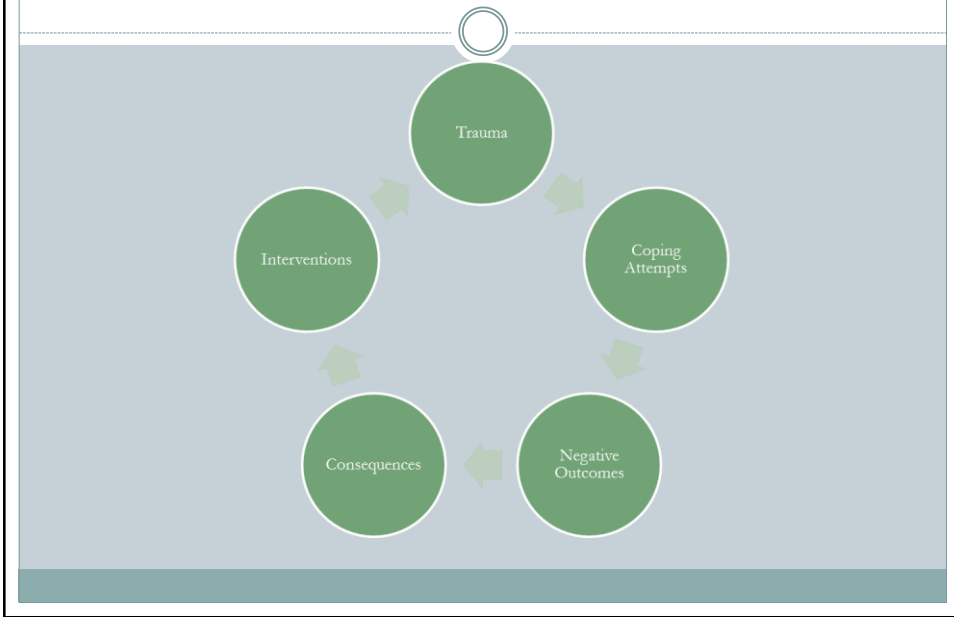 Trauma
Coping
Attempts
Negative
Outcomes
Consequences
Interventions